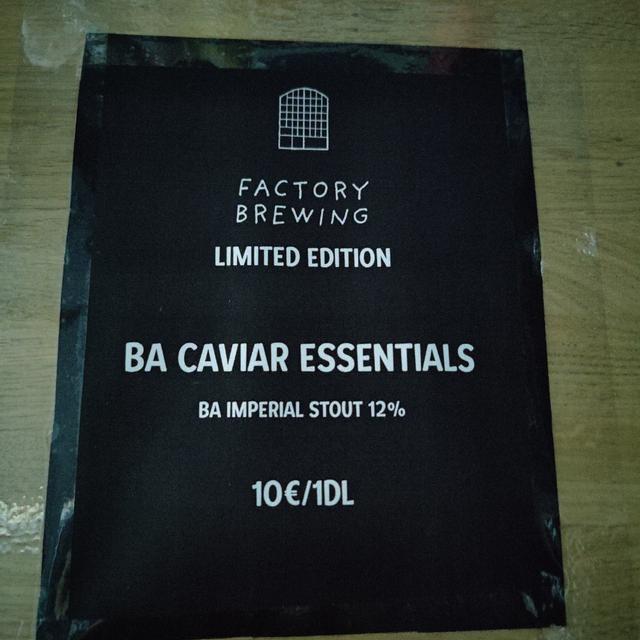 FACTORY
BREWING
LIMITED EDITION
BA CAVIAR ESSENTIALS
BA IMPERIAL STOUT 12%
10€/1DL